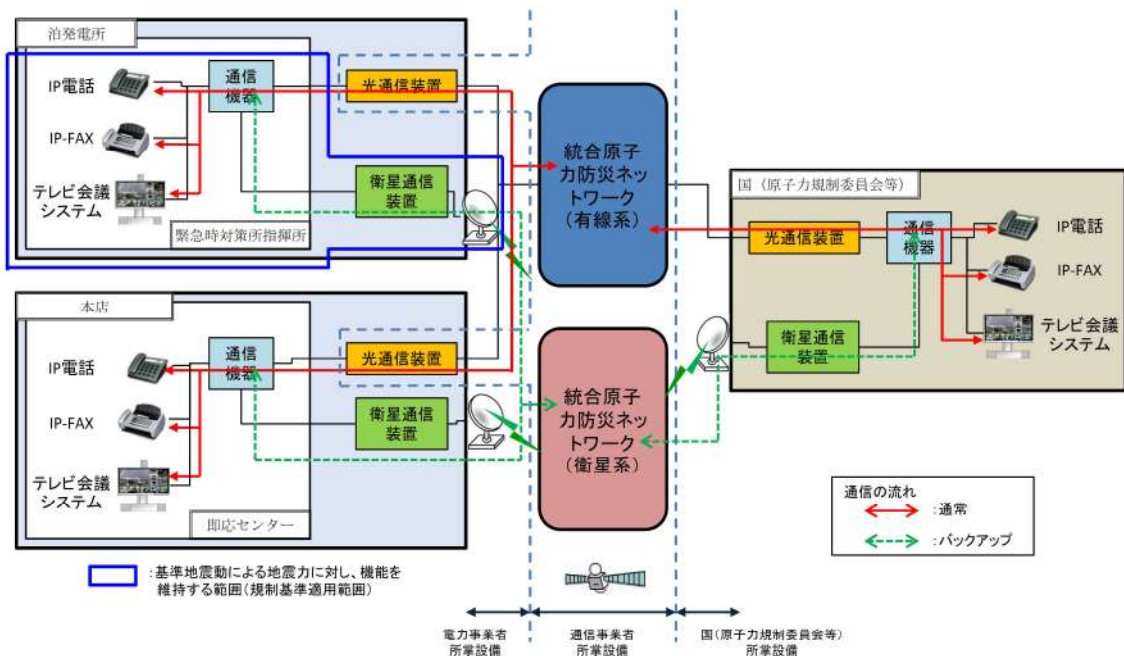 泊発電所
IP電話
IP-FAX
テレビ会議
システム
通信
機器
光通信装置
衛星通信
装置
緊急時対策所指揮所
本店
IP電話
IP-FAX
テレビ会議
システム
通信
機器
光通信装置
衛星通信
装置
即応センター
統合原子
力防災ネッ
トワーク
(有線系)
統合原子
力防災ネッ
トワーク
(衛星系)
国(原子力規制委員会等)
光通信装置
通信
機器
衛星通信
装置
IP電話
IP-FAX
テレビ会議
システム
通信の流れ
:通常
:バックアップ
:基準地震動による地震力に対し、機能を
維持する範囲(規制基準適用範囲)
電力事業者
所掌設備
通信事業者
所掌設備
国(原子力規制委員会等)
所掌設備